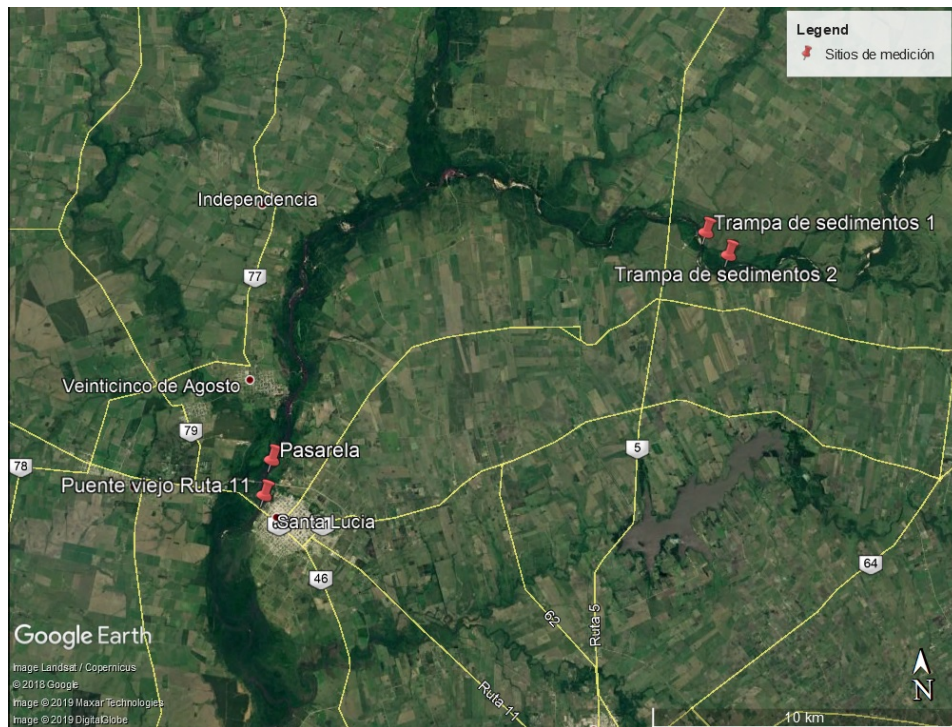 Legend
Sitios de medición
Independencia
Trampa de sedimentos 1
Trampa de sedimentos 2
77
Veinticinco de Agosto
79
78
Pasarela
5
Puente viejo Ruta 11
Santa Lucia
46
64
62
Ruta 5
Ruta 11
Google Earth
Image Landsat / Copernicus
© 2018 Google
Image © 2019 Maxar Technologies
Image © 2019 DigitalGlobe
N
10 km